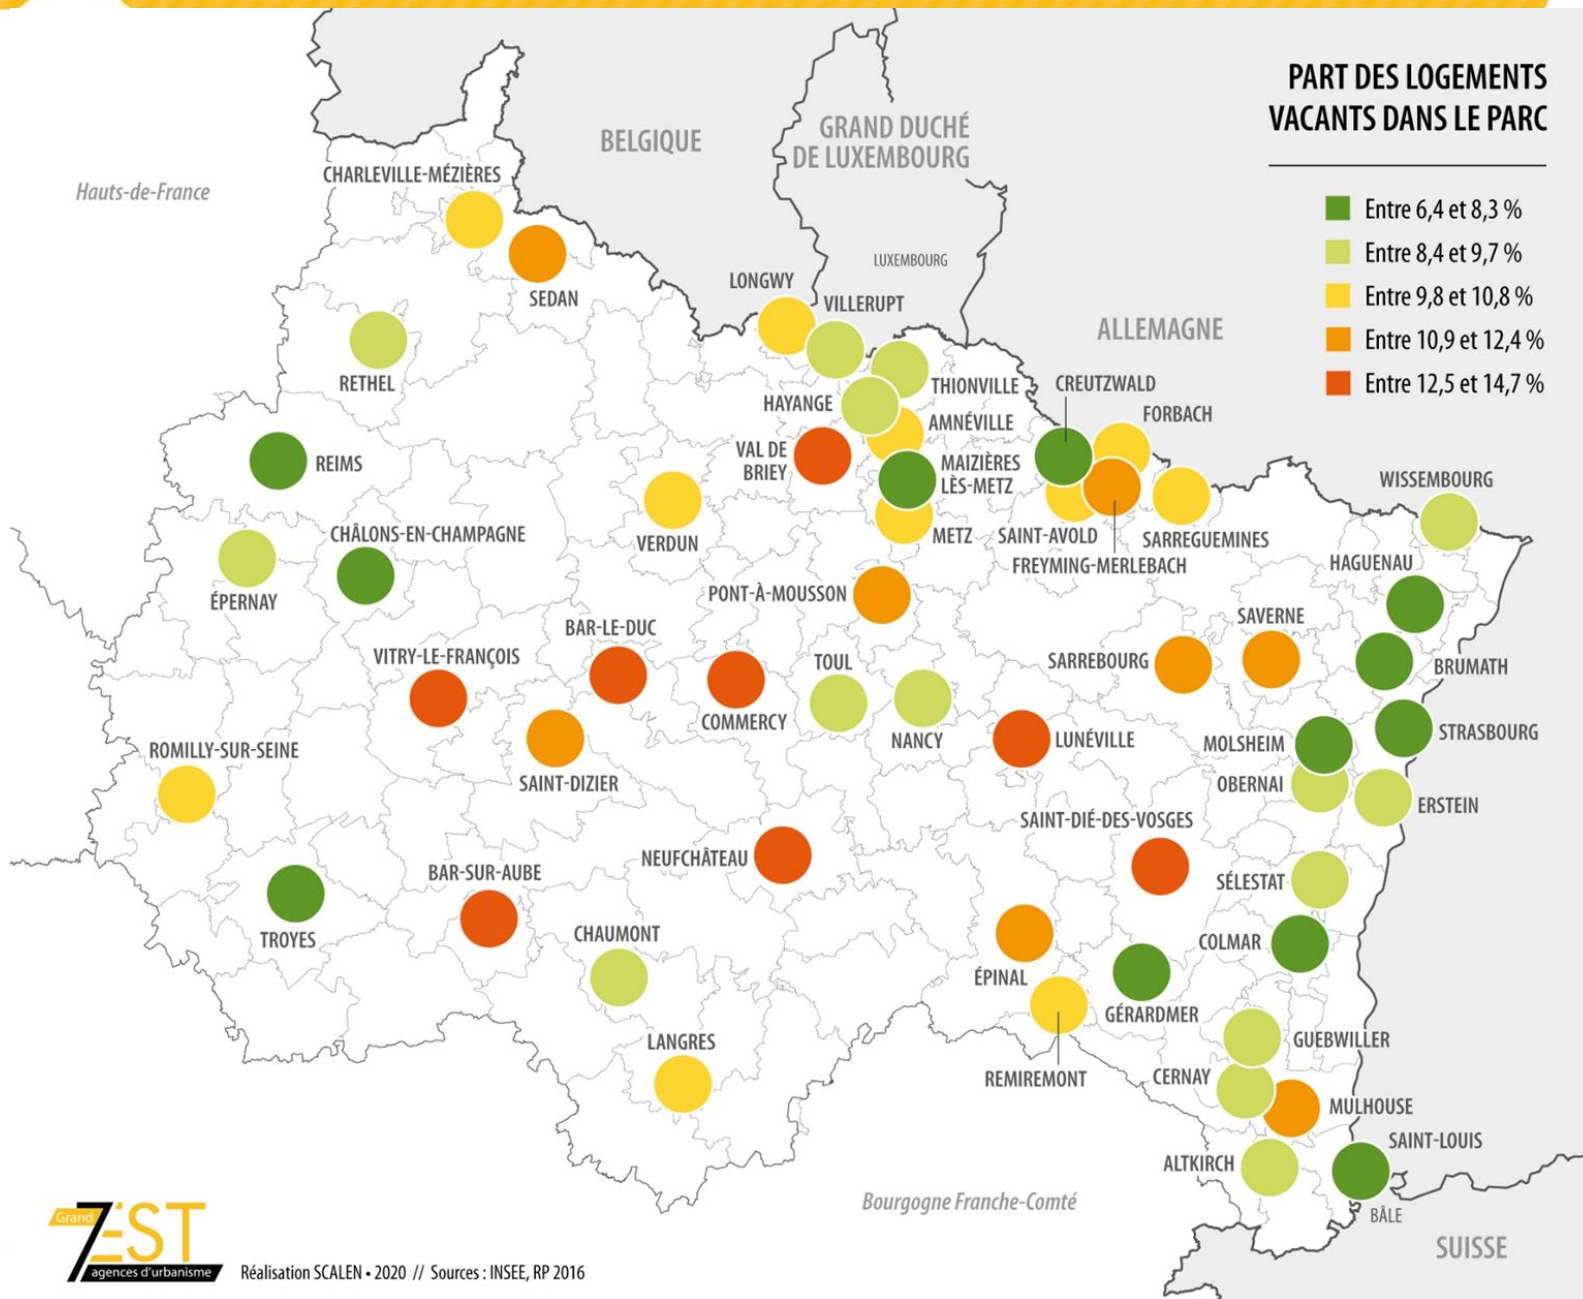 PART DES LOGEMENTS
VACANTS DANS LE PARC
Entre 6,4 et 8,3 %
Entre 8,4 et 9,7 %
Entre 9,8 et 10,8 %
Entre 10,9 et 12,4 %
Entre 12,5 et 14,7 %
BELGIQUE
GRAND DUCHÉ
DE LUXEMBOURG
Hauts-de-France
CHARLEVILLE-MÉZIÈRES
LUXEMBOURG
SEDAN
LONGWY
VILLERUPT
ALLEMAGNE
RETHEL
THIONVILLE
CREUTZWALD
HAYANGE
FORBACH
AMNÉVILLE
VAL DE
BRIEY
REIMS
MAIZIÈRES
LÈS-METZ
WISSEMBOURG
CHÂLONS-EN-CHAMPAGNE
VERDUN
METZ
SAINT-AVOLD
SARREGUEMINES
FREYMING-MERLEBACH
HAGUENAU
ÉPERNAY
PONT-À-MOUSSON
SAVERNE
BAR-LE-DUC
VITRY-LE-FRANÇOIS
TOUL
SARREBOURG
BRUMATH
COMMERCY
NANCY
LUNÉVILLE
MOLSHEIM
STRASBOURG
ROMILLY-SUR-SEINE
SAINT-DIZIER
OBERNAI
ERSTEIN
SAINT-DIÉ-DES-VOSGES
NEUFCHÂTEAU
BAR-SUR-AUBE
SÉLESTAT
TROYES
CHAUMONT
COLMAR
ÉPINAL
GÉRARDMER
LANGRES
GUEBWILLER
REMIREMONT
CERNAY
MULHOUSE
SAINT-LOUIS
ALTKIRCH
Bourgogne Franche-Comté
BÂLE
SUISSE
Grand
7EST
agences d'urbanisme
Réalisation SCALEN • 2020 // Sources : INSEE, RP 2016